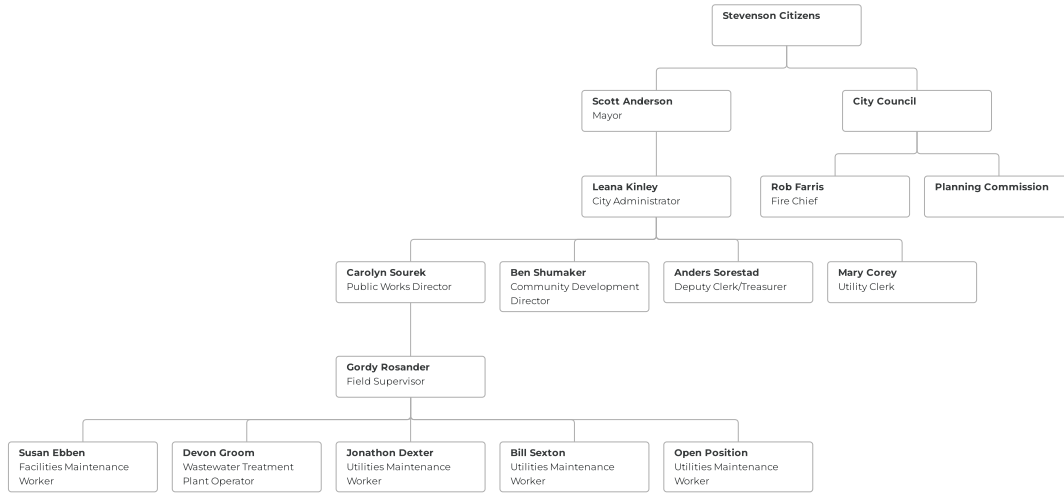 Stevenson Citizens
Scott Anderson
Mayor
City Council
Leana Kinley
City Administrator
Rob Farris
Fire Chief
Planning Commission
Carolyn Sourek
Public Works Director
Ben Shumaker
Community Development
Director
Anders Sorestad
Deputy Clerk/Treasurer
Mary Corey
Utility Clerk
Gordy Rosander
Field Supervisor
Susan Ebben
Facilities Maintenance
Worker
Devon Groom
Wastewater Treatment
Plant Operator
Jonathon Dexter
Utilities Maintenance
Worker
Bill Sexton
Utilities Maintenance
Worker
Open Position
Utilities Maintenance
Worker